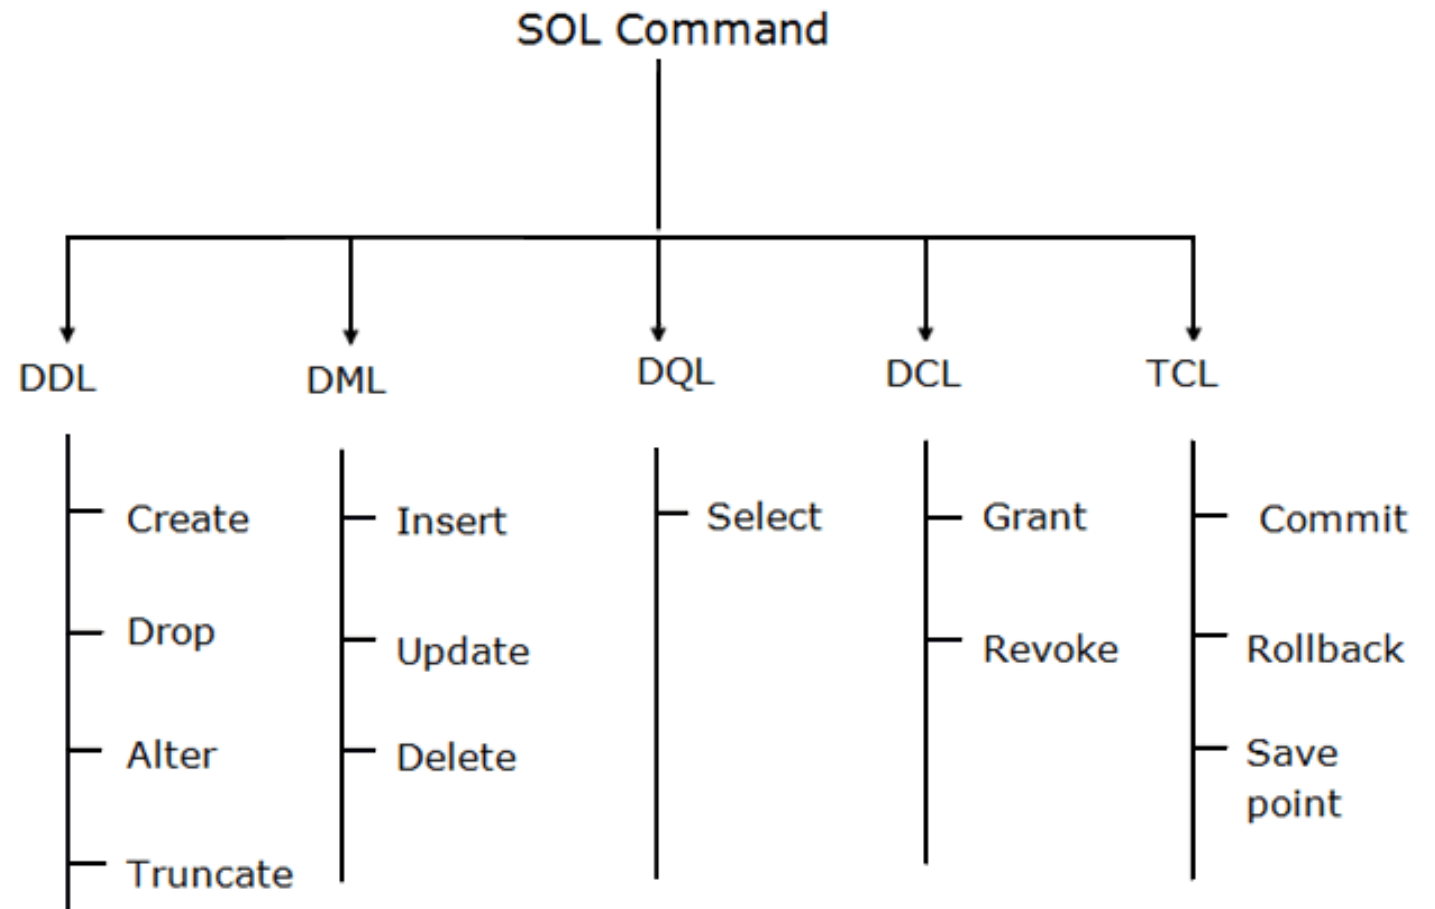 SOL Command
DDL
DML
DQL
DCL
TCL
Create
Insert
Select
Grant
Commit
Drop
Update
Revoke
Rollback
Alter
Delete
Save
point
Truncate